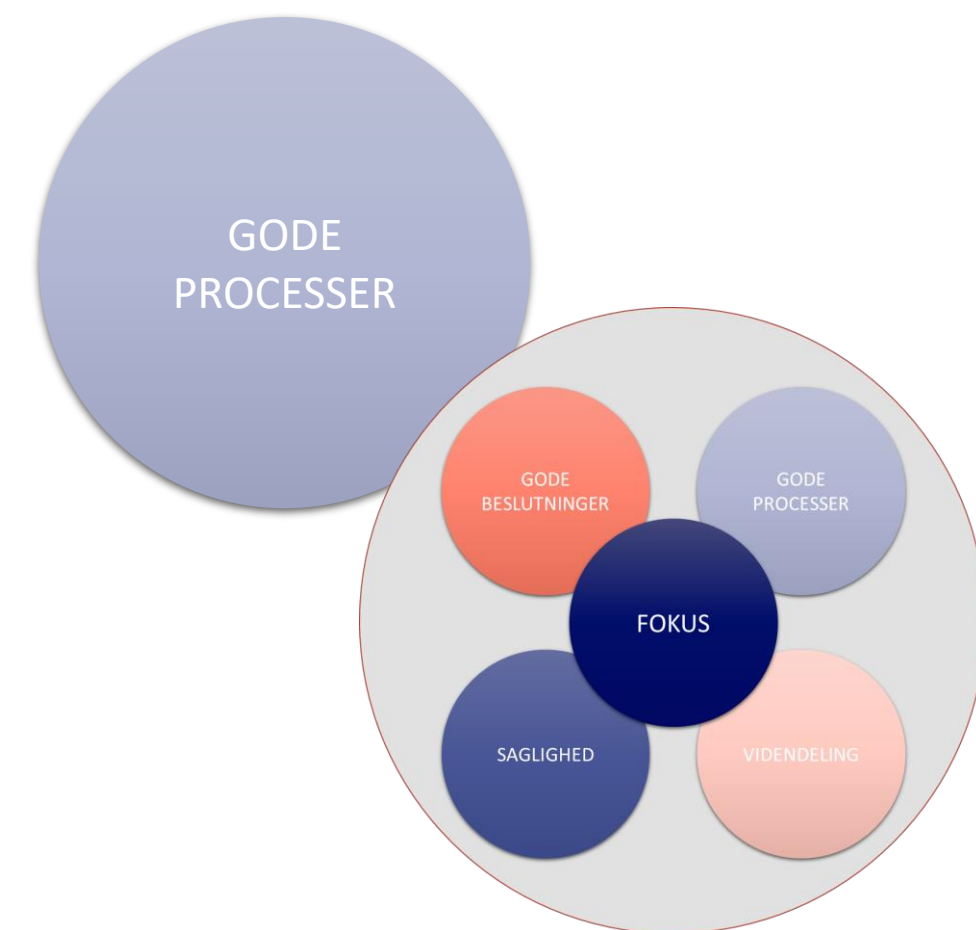 GODE
PROCESSER
GODE
BESLUTNINGER
GODE
PROCESSER
FOKUS
SAGLIGHED
VIDENDELING